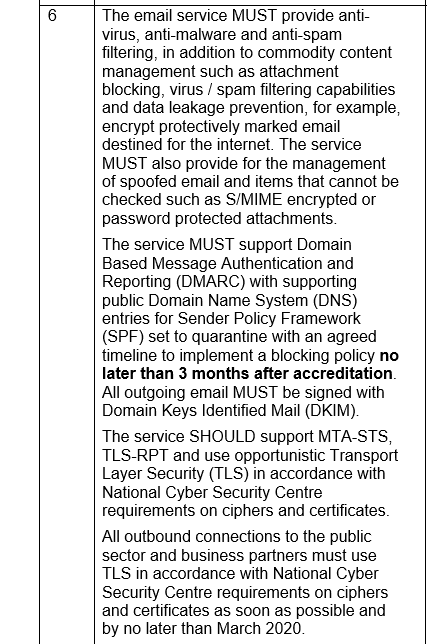 6
The email service MUST provide anti-
virus, anti-malware and anti-spam
filtering, in addition to commodity content
management such as attachment
blocking, virus / spam filtering capabilities
and data leakage prevention, for example,
encrypt protectively marked email
destined for the internet. The service
MUST also provide for the management
of spoofed email and items that cannot be
checked such as S/MIME encrypted or
password protected attachments.
The service MUST support Domain
Based Message Authentication and
Reporting (DMARC) with supporting
public Domain Name System (DNS)
entries for Sender Policy Framework
(SPF) set to quarantine with an agreed
timeline to implement a blocking policy no
later than 3 months after accreditation.
All outgoing email MUST be signed with
Domain Keys Identified Mail (DKIM).
The service SHOULD support MTA-STS,
TLS-RPT and use opportunistic Transport
Layer Security (TLS) in accordance with
National Cyber Security Centre
requirements on ciphers and certificates.
All outbound connections to the public
sector and business partners must use
TLS in accordance with National Cyber
Security Centre requirements on ciphers
and certificates as soon as possible and
by no later than March 2020.